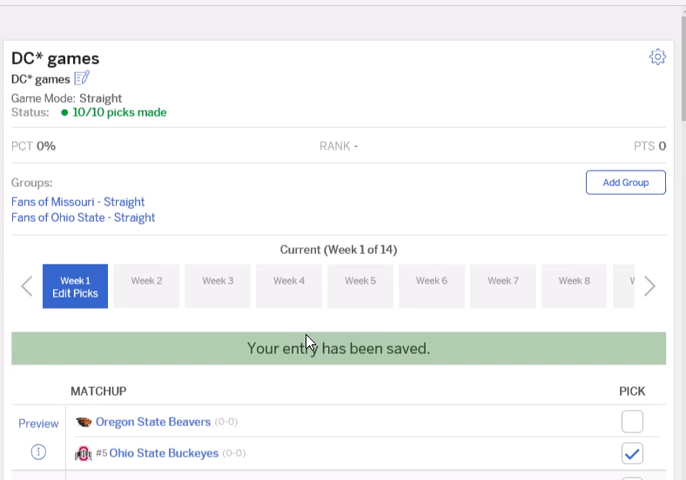 DC* games
DC* games
Game Mode: Straight
Status: 10/10 picks made
PCT 0% RANK - PTS 0
Groups:
Add Group
Fans of Missouri - Straight
Fans of Ohio State - Straight
Current (Week 1 of 14)
Week 1 Week 2 Week 3 Week 4 Week 5 Week 6 Week 7 Week 8
Edit Picks
Your entry has been saved.
MATCHUP PICK
Preview
Oregon State Beavers (0-0)
#5 Ohio State Buckeyes (0-0)